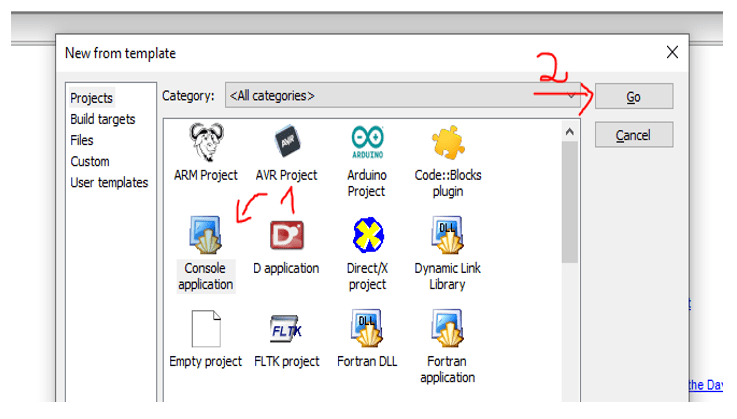 New from template
Projects
Build targets
Files
Custom
User templates
Category: <All categories>
2
Go
Cancel
ARM Project
AVR
AVR Project
ARDUINO
Arduino
Project
Code::Blocks
plugin
1
Console
application
D
D application
Direct/X
project
DLL
Dynamic Link
Library
Empty project
FLTK
FLTK project
DLL
Fortran DLL
Fortran
application
the Da